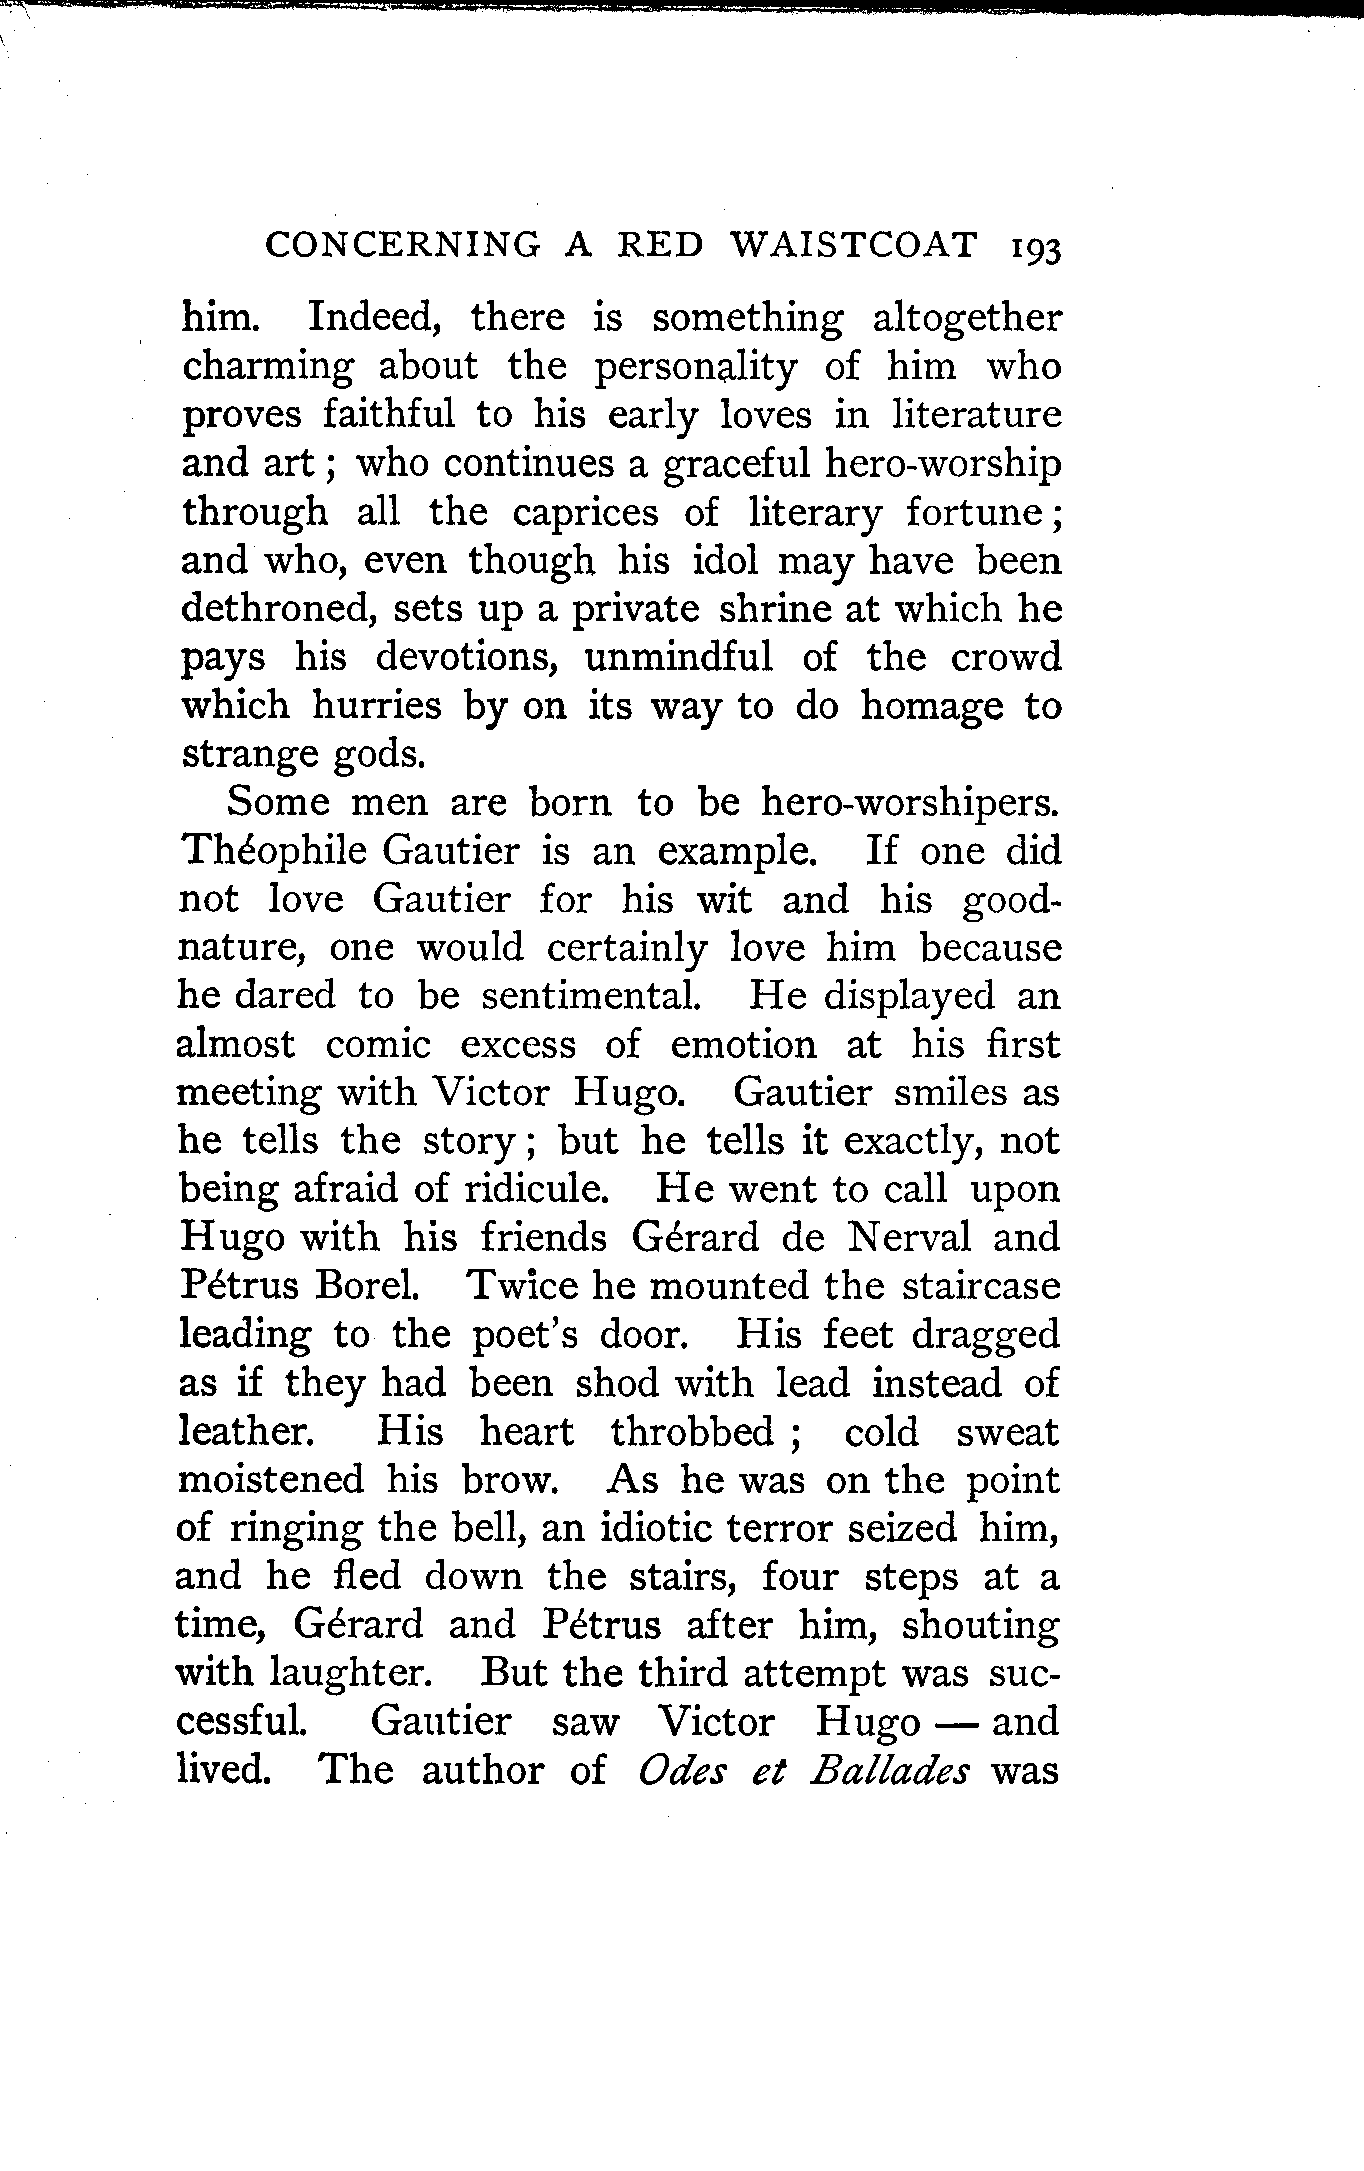 CONCERNING A RED WAISTCOAT 193
him. Indeed, there is something altogether
charming about the personality of him who
proves faithful to his early loves in literature
and art ; who continues a graceful hero-worship
through all the caprices of literary fortune ;
and who, even though his idol may have been
dethroned, sets up a private shrine at which he
pays his devotions, unmindful of the crowd
which hurries by on its way to do homage to
strange gods.
Some men are born to be hero-worshipers.
Théophile Gautier is an example. If one did
not love Gautier for his wit and his good-
nature, one would certainly love him because
he dared to be sentimental. He displayed an
almost comic excess of emotion at his first
meeting with Victor Hugo. Gautier smiles as
he tells the story ; but he tells it exactly, not
being afraid of ridicule. He went to call upon
Hugo with his friends Gérard de Nerval and
Pétrus Borel. Twice he mounted the staircase
leading to the poet's door. His feet dragged
as if they had been shod with lead instead of
leather. His heart throbbed ; cold sweat
moistened his brow. As he was on the point
of ringing the bell, an idiotic terror seized him,
and he fled down the stairs, four steps at a
time, Gérard and Pétrus after him, shouting
with laughter. But the third attempt was suc-
cessful. Gautier saw Victor Hugo — and
lived. The author of Odes et Ballades was